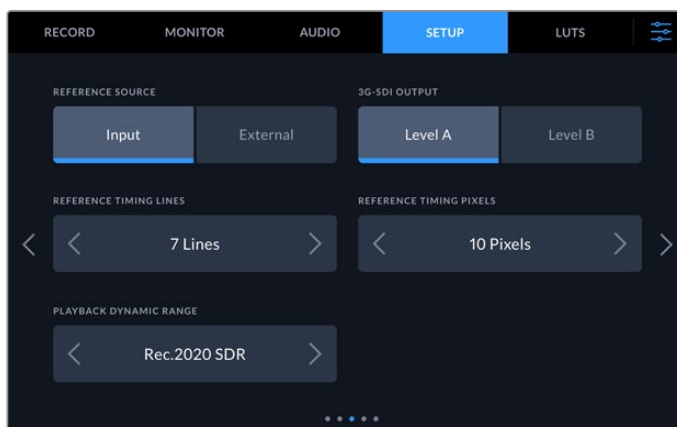 RECORD MONITOR AUDIO SETUP LUTS
REFERENCE SOURCE 3G-SDI OUTPUT
Input External Level A Level B
REFERENCE TIMING LINES REFERENCE TIMING PIXELS
7 Lines 10 Pixels
PLAYBACK DYNAMIC RANGE
Rec.2020 SDR